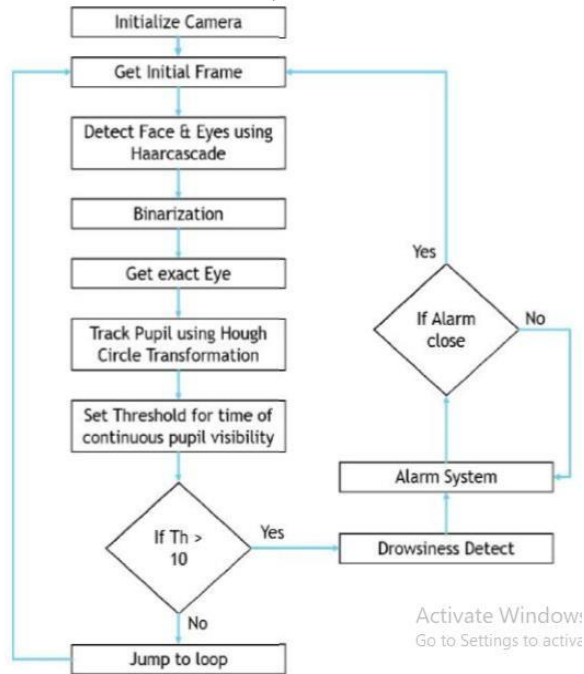 Initialize Camera
Get Initial Frame
Detect Face & Eyes using
Haarcascade
Binarization
Get exact Eye
Track Pupil using Hough
Circle Transformation
Set Threshold for time of
continuous pupil visibility
If Th >
10
Yes
No
Jump to loop
Drowsiness Detect
Alarm System
If Alarm
close
Yes
No
Activate Windows
Go to Settings to activa